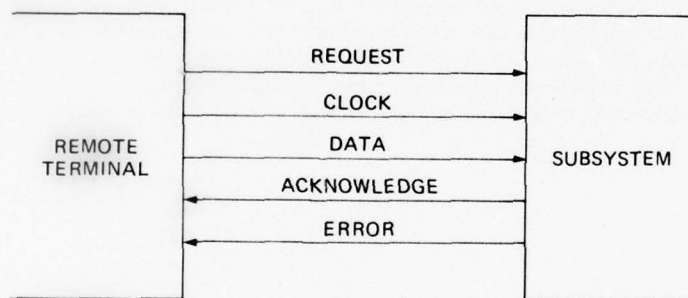 REQUEST
CLOCK
DATA
ACKNOWLEDGE
ERROR
REMOTE
TERMINAL
SUBSYSTEM